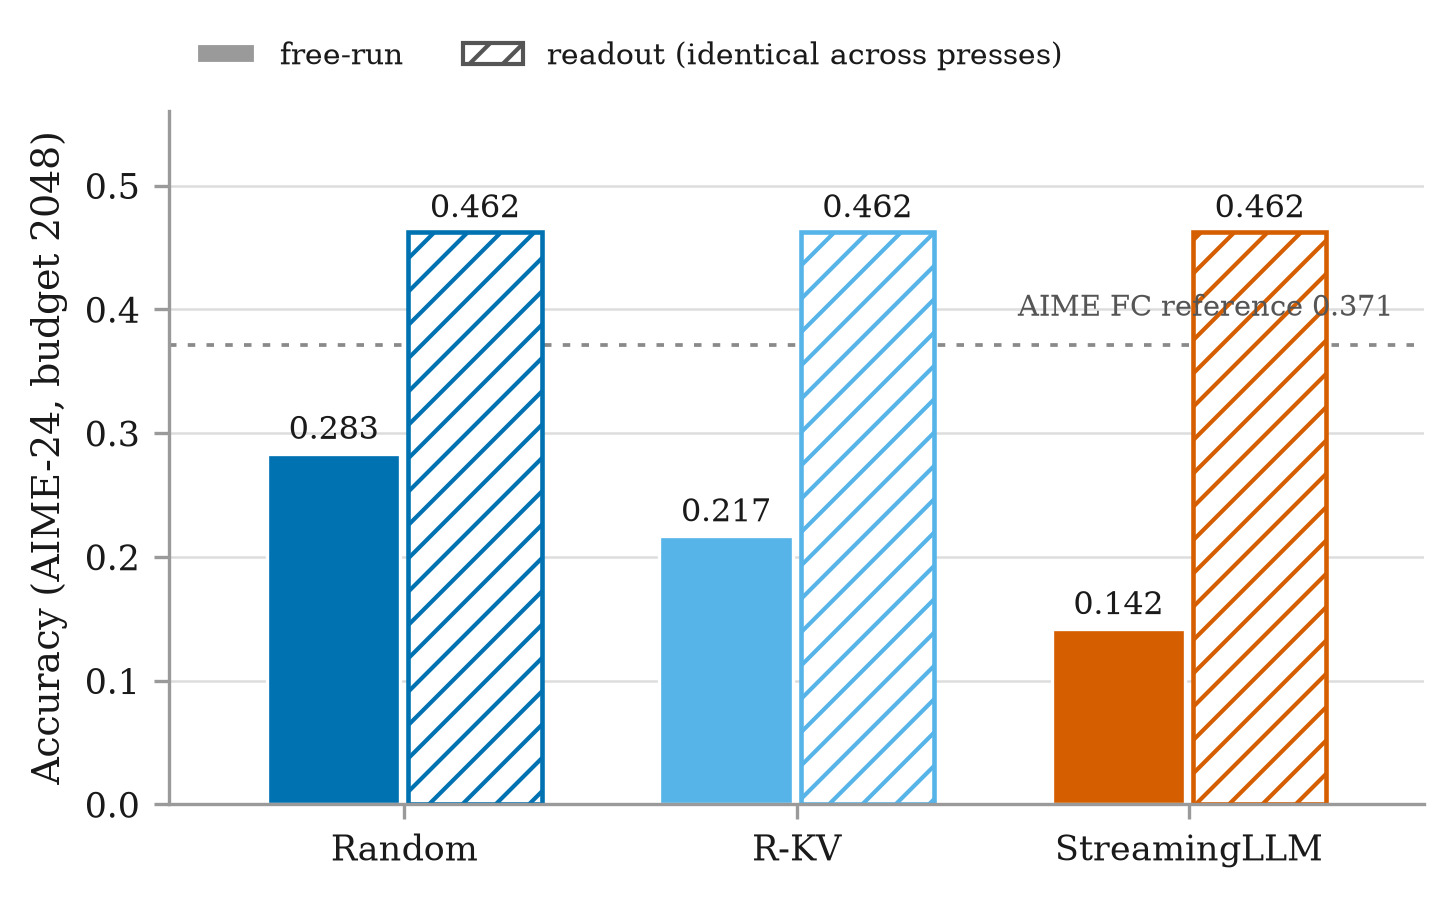 free-run
readout (identical across presses)
Accuracy (AIME-24, budget 2048)
0.5
0.4
0.3
0.2
0.1
0.0
0.462
0.462
0.462
AIME FC reference 0.371
0.283
0.217
0.142
Random
R-KV
StreamingLLM